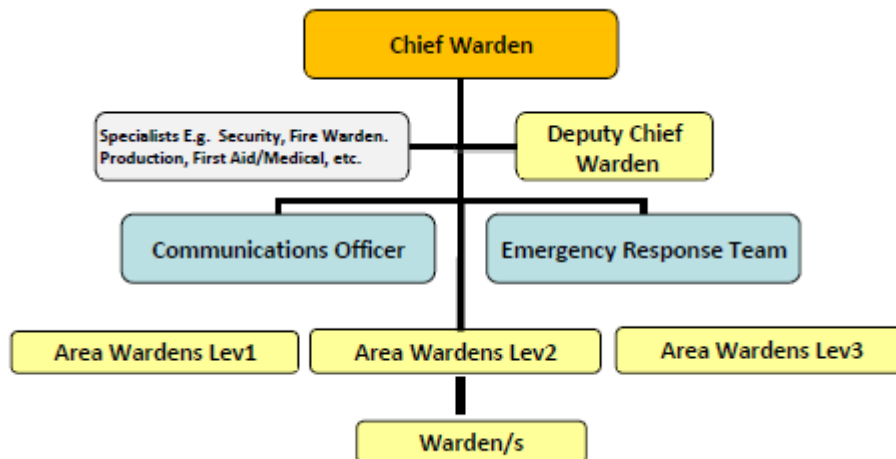 Chief Warden
Specialists E.g. Security, Fire Warden.
Production, First Aid/Medical, etc.
Deputy Chief
Warden
Communications Officer
Emergency Response Team
Area Wardens Lev1
Area Wardens Lev2
Area Wardens Lev3
Warden/s